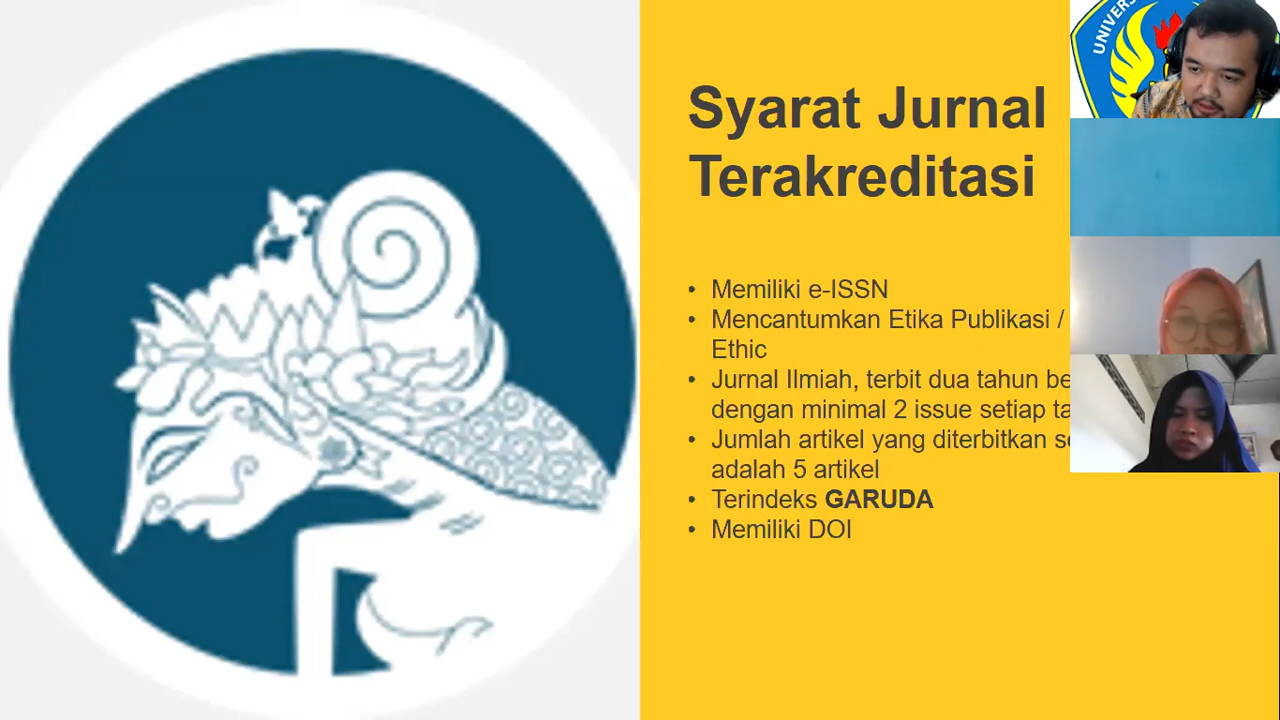 Syarat Jurnal
Terakreditasi
• Memiliki e-ISSN
• Mencantumkan Etika Publikasi /
Ethic
• Jurnal Ilmiah, terbit dua tahun
dengan minimal 2 issue setiap
• Jumlah artikel yang diterbitkan
adalah 5 artikel
• Terindeks GARUDA
• Memiliki DOI